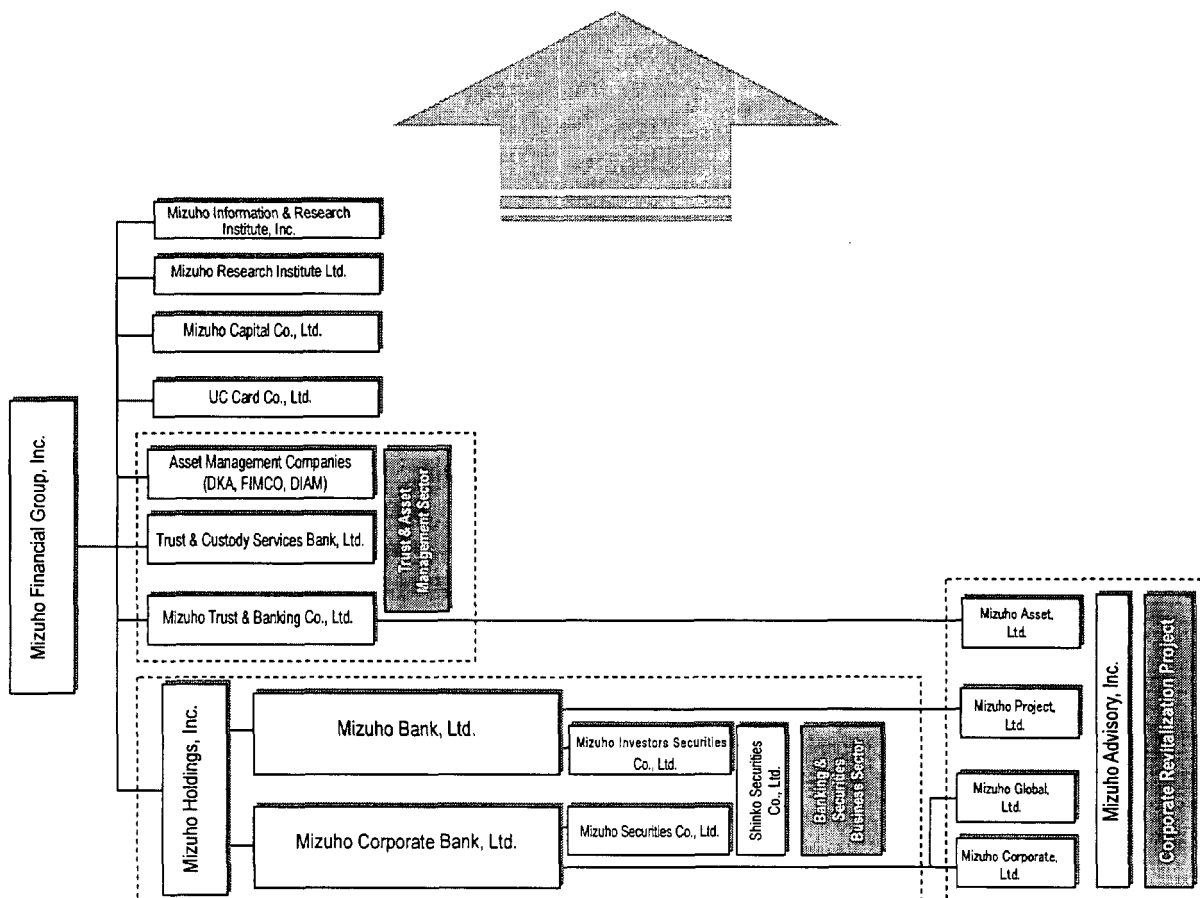 Mizuho Financial Group, Inc.
Mizuho Information & Research
Institute, Inc.
Mizuho Research Institute Ltd.
Mizuho Capital Co., Ltd.
UC Card Co., Ltd.
Asset Management Companies
(DKA, FIMCO, DIAM)
Trust & Custody Services Bank, Ltd.
Mizuho Trust & Banking Co., Ltd.
Trust & Asset
Management Sector
Mizuho Holdings, Inc.
Mizuho Bank, Ltd.
Mizuho Corporate Bank, Ltd.
Mizuho Investors Securities
Co., Ltd.
Mizuho Securities Co., Ltd.
Shinko Securities
Co., Ltd.
Banking &
Securities
Business Sector
Mizuho Asset,
Ltd.
Mizuho Project,
Ltd.
Mizuho Global,
Ltd.
Mizuho Corporate,
Ltd.
Mizuho Advisory, Inc.
Corporate Revitalization Project